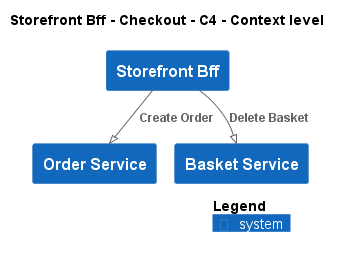 Storefront Bff - Checkout - C4 - Context level
Storefront Bff
Create Order
Delete Basket
Order Service
Basket Service
Legend
system